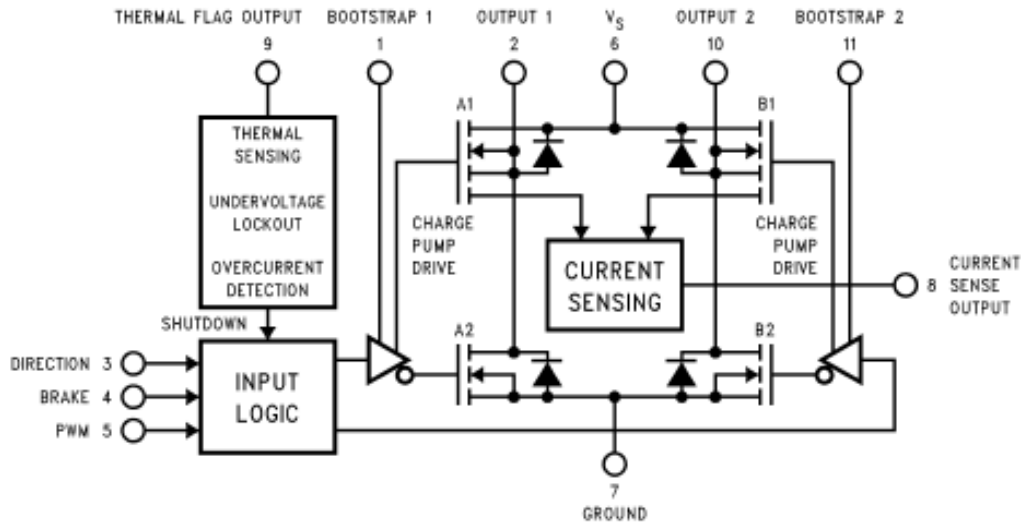 THERMAL FLAG OUTPUT
9
BOOTSTRAP 1
1
OUTPUT 1
2
VS
6
OUTPUT 2
10
BOOTSTRAP 2
11
A1
B1
THERMAL
SENSING
UNDERVOLTAGE
LOCKOUT
OVERCURRENT
DETECTION
CHARGE
PUMP
DRIVE
CURRENT
SENSING
CHARGE
PUMP
DRIVE
8 CURRENT
SENSE
OUTPUT
SHUTDOWN
A2
B2
DIRECTION 3
BRAKE 4
PWM 5
INPUT
LOGIC
7
GROUND